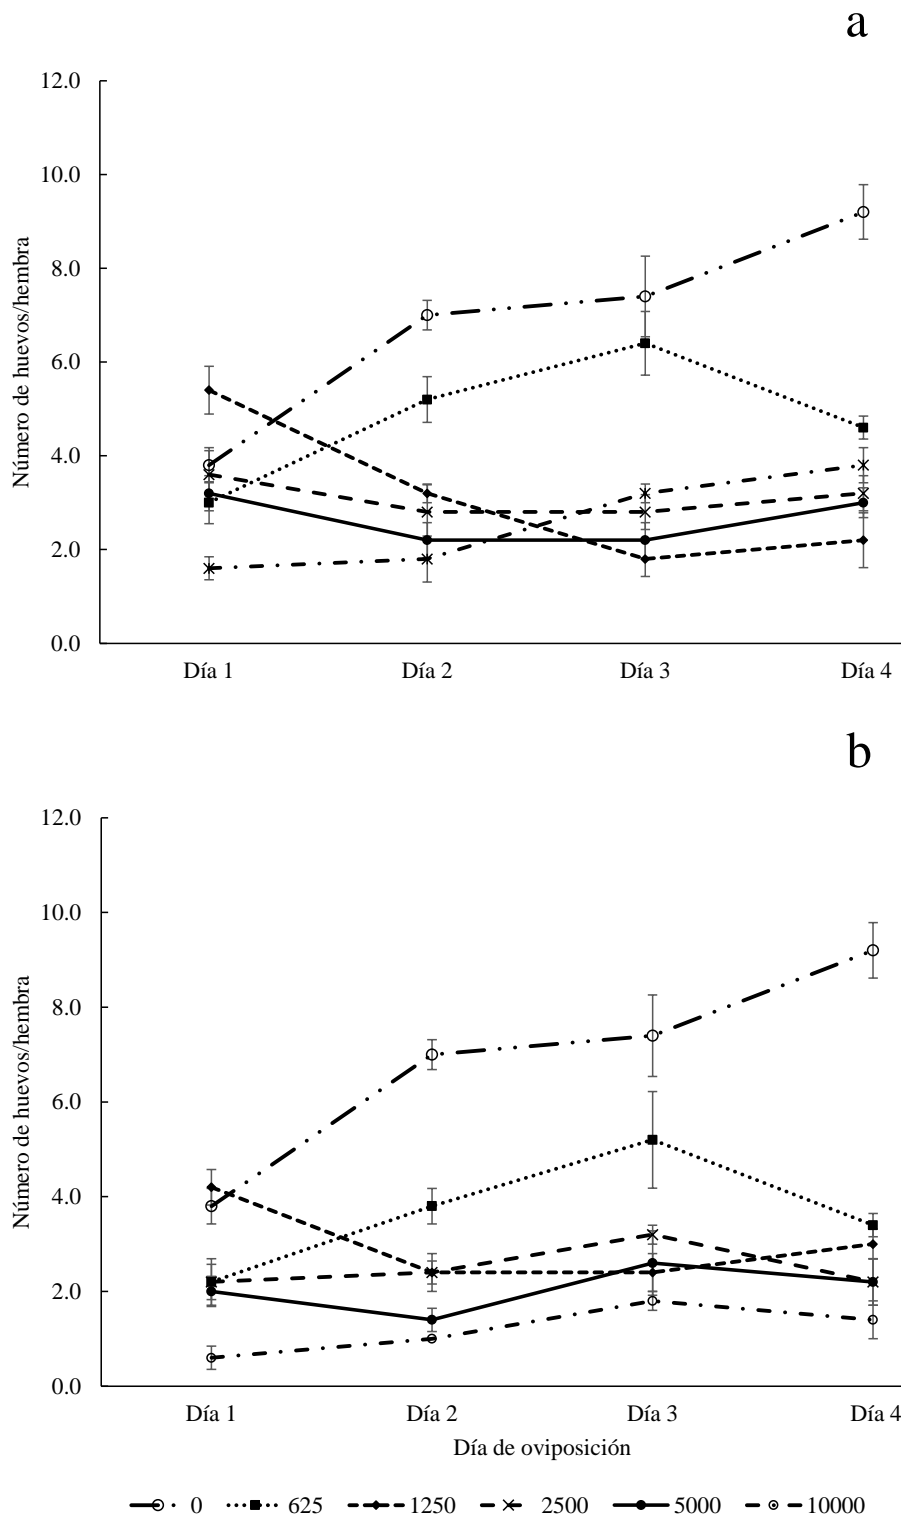 a
12.0
10.0
8.0
6.0
4.0
2.0
0.0
Número de huevos/hembra
Día 1 Día 2 Día 3 Día 4
b
12.0
10.0
8.0
6.0
4.0
2.0
0.0
Número de huevos/hembra
Día 1 Día 2 Día 3 Día 4
Día de oviposición
0 625 1250 2500 5000 10000